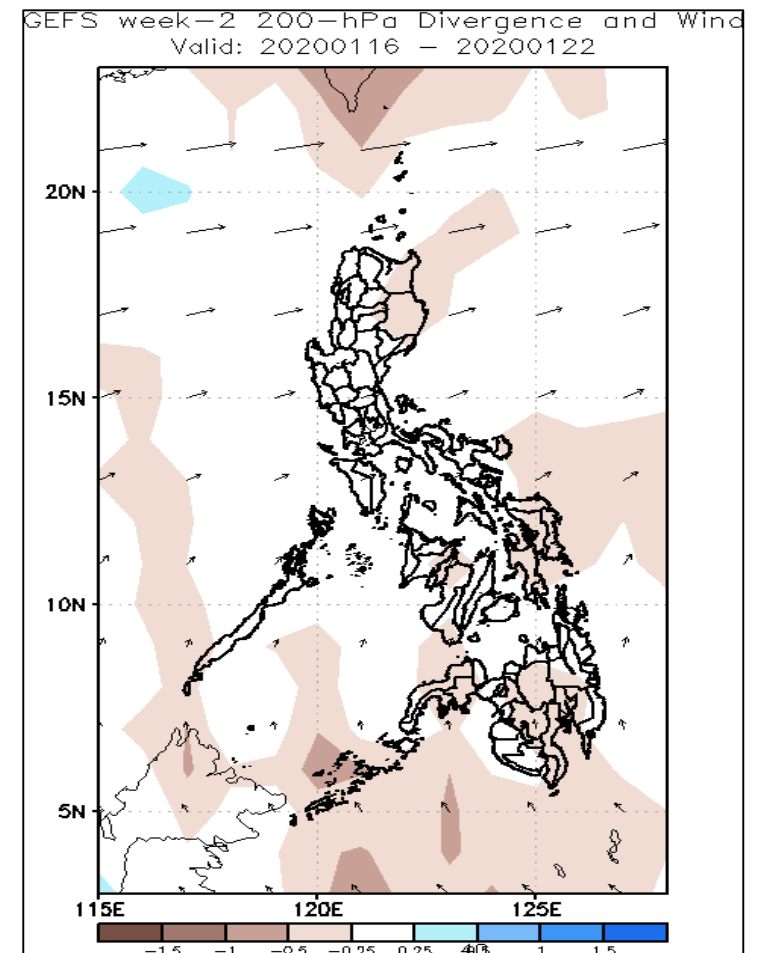 GEFS week-2 200-hPa Divergence and Wind
Valid: 20200116 - 20200122
20N
15N
10N
5N
115E 120E 125E
-1.5 -1 -0.5 -0.25 0.25 1 1.5